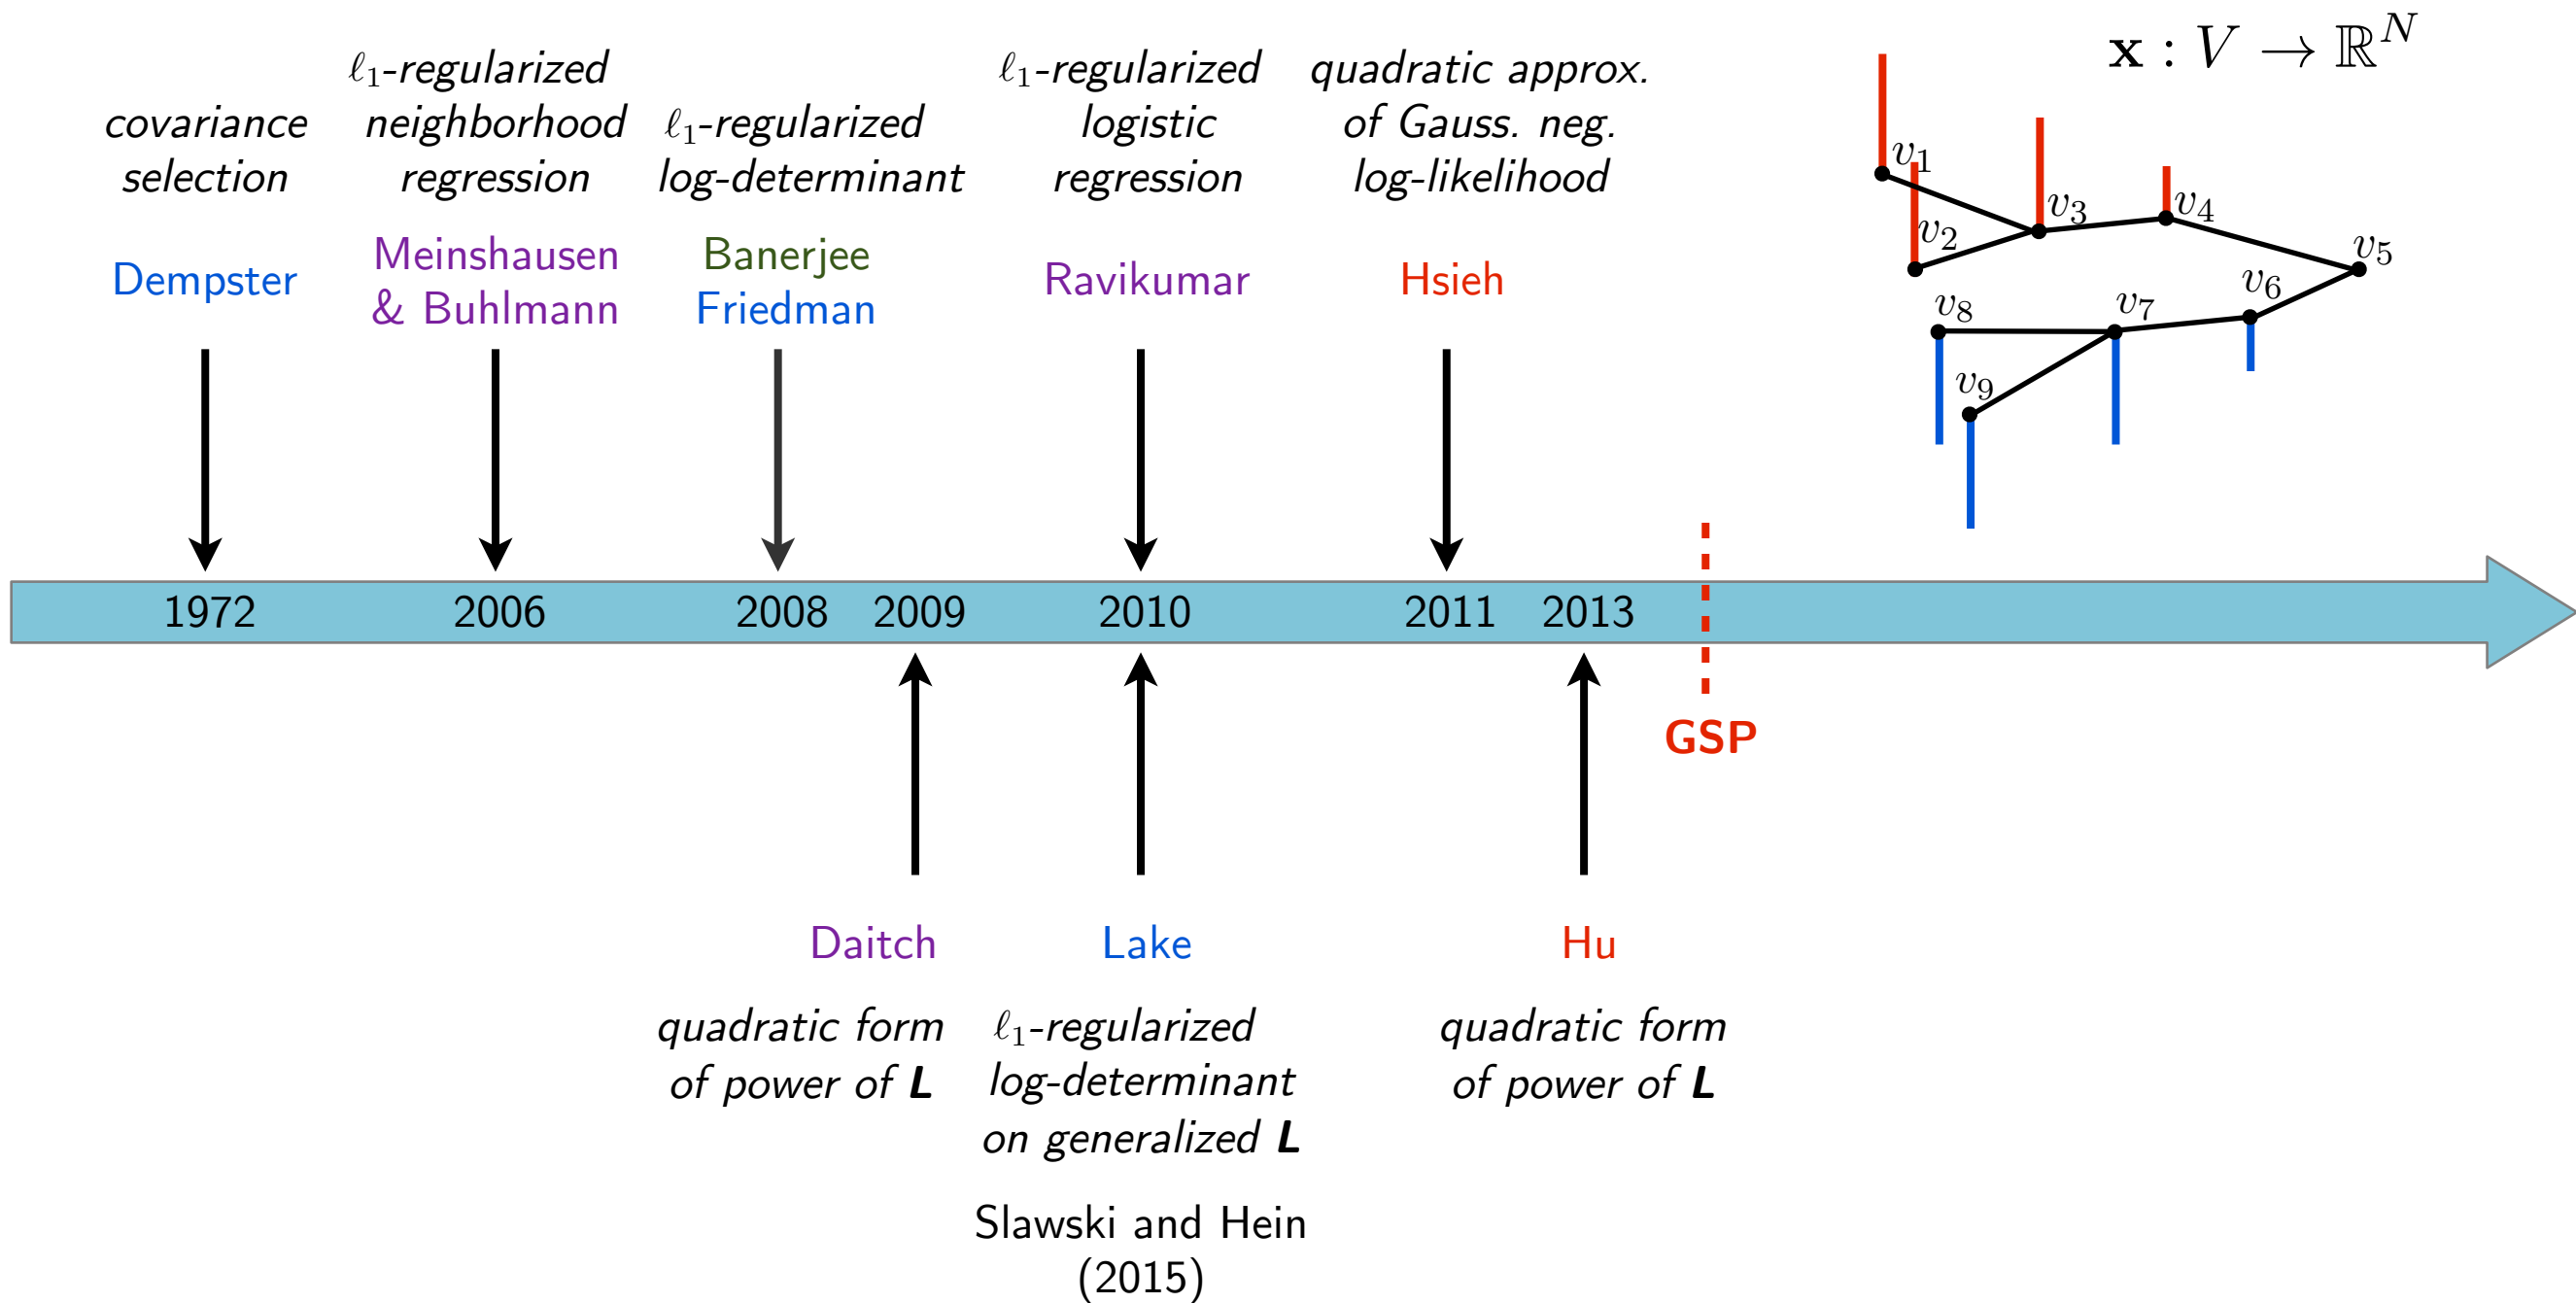 covariance
selection
Dempster
ℓ₁-regularized
neighborhood
regression
Meinshausen
& Buhlmann
ℓ₁-regularized
log-determinant
Banerjee
Friedman
ℓ₁-regularized
logistic
regression
Ravikumar
quadratic approx.
of Gauss. neg.
log-likelihood
Hsieh
x : V → ℝᴺ
v₁
v₂
v₃
v₄
v₅
v₆
v₇
v₈
v₉
1972 2006 2008 2009 2010 2011 2013
GSP
Daitch
quadratic form
of power of L
Lake
ℓ₁-regularized
log-determinant
on generalized L
Slawski and Hein
(2015)
Hu
quadratic form
of power of L